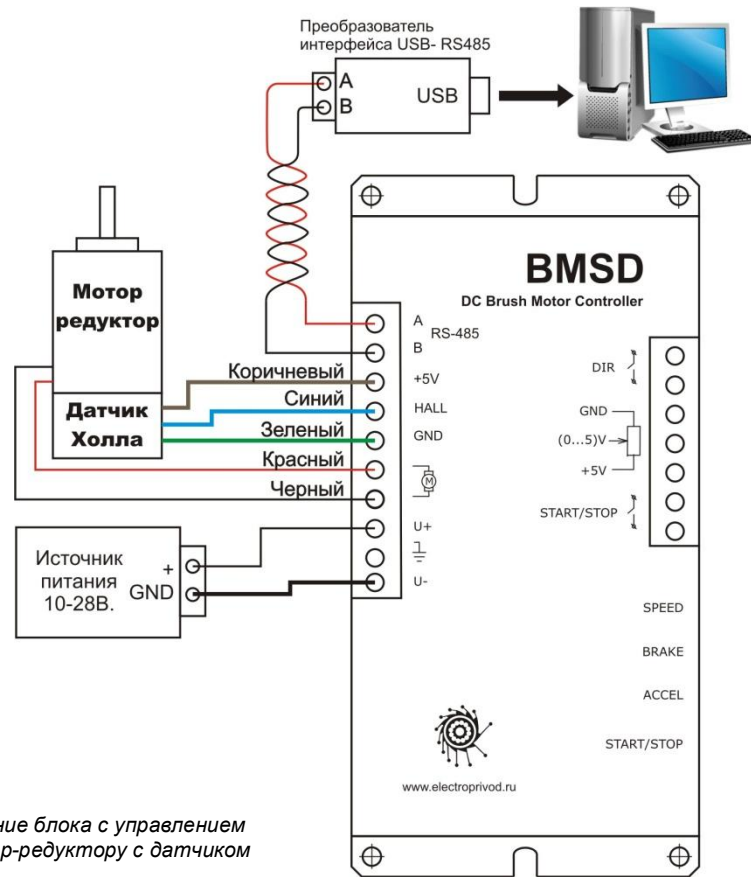 Преобразователь
интерфейса USB- RS485
A
B
USB
BMSD
DC Brush Motor Controller
Мотор
редуктор
Датчик
Холла
Коричневый
Синий
Зеленый
Красный
Черный
A
RS-485
B
+5V
HALL
GND
M
U+
U-
Источник
питания
10-28В.
+
GND
DIR
GND
(0...5)V
+5V
START/STOP
SPEED
BRAKE
ACCEL
START/STOP
www.electroprivod.ru
ние блока с управлением
р-редуктору с датчиком